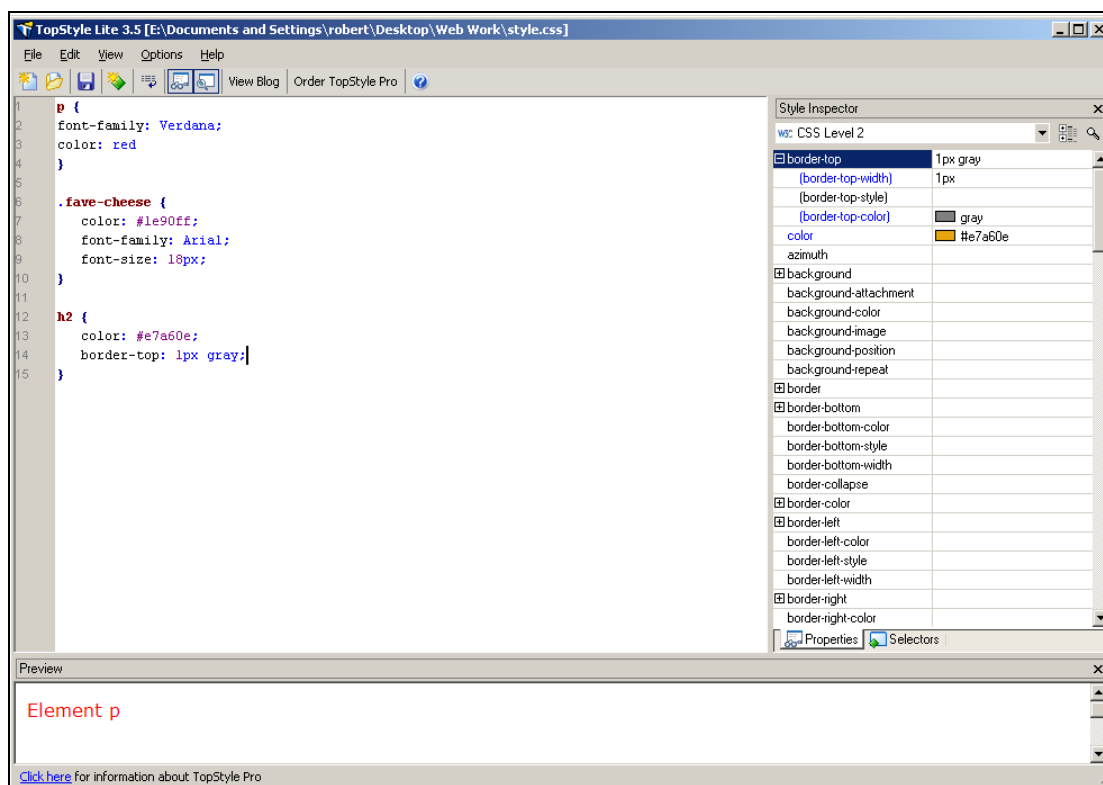 TopStyle Lite 3.5 [E:\Documents and Settings\robert\Desktop\Web Work\style.css]
File Edit View Options Help
View Blog Order TopStyle Pro
1 p {
2 font-family: Verdana;
3 color: red
4 }
5
6 .fave-cheese {
7 color: #1e90ff;
8 font-family: Arial;
9 font-size: 18px;
10 }
11
12 h2 {
13 color: #e7a60e;
14 border-top: 1px gray;
15 }
Style Inspector
W3C CSS Level 2
border-top 1px gray
(border-top-width) 1px
(border-top-style)
(border-top-color) gray
color #e7a60e
azimuth
background
background-attachment
background-color
background-image
background-position
background-repeat
border
border-bottom
border-bottom-color
border-bottom-style
border-bottom-width
border-collapse
border-color
border-left
border-left-color
border-left-style
border-left-width
border-right
border-right-color
Properties Selectors
Preview
Element p
Click here for information about TopStyle Pro